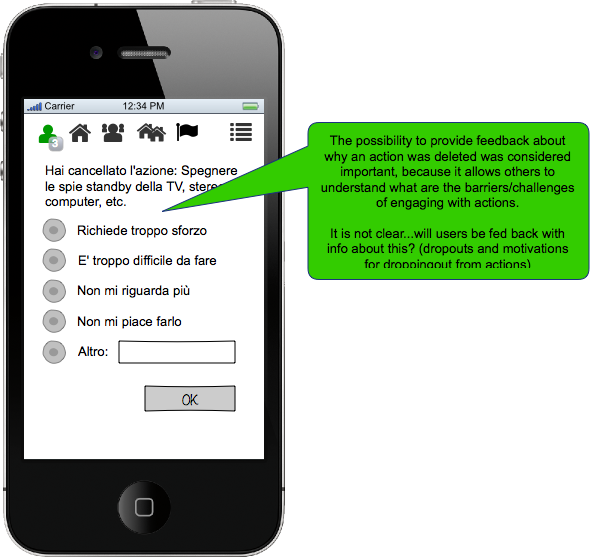 Carrier 12:34 PM
3
Hai cancellato l'azione: Spegnere
le spie standby della TV, stereo,
computer, etc.
Richiede troppo sforzo
E' troppo difficile da fare
Non mi riguarda più
Non mi piace farlo
Altro:
OK
The possibility to provide feedback about
why an action was deleted was considered
important, because it allows others to
understand what are the barriers/challenges
of engaging with actions.
It is not clear...will users be fed back with
info about this? (dropouts and motivations
for droppingout from actions)